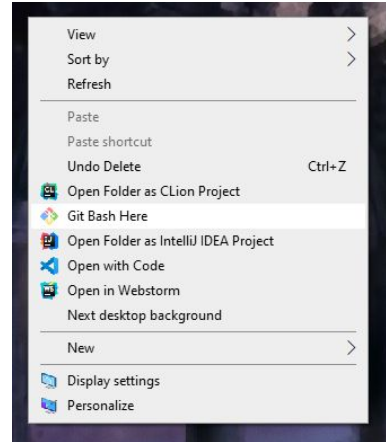 View
Sort by
Refresh
Paste
Paste shortcut
Undo Delete Ctrl+Z
Open Folder as CLion Project
Git Bash Here
Open Folder as IntelliJ IDEA Project
Open with Code
Open in Webstorm
Next desktop background
New
Display settings
Personalize